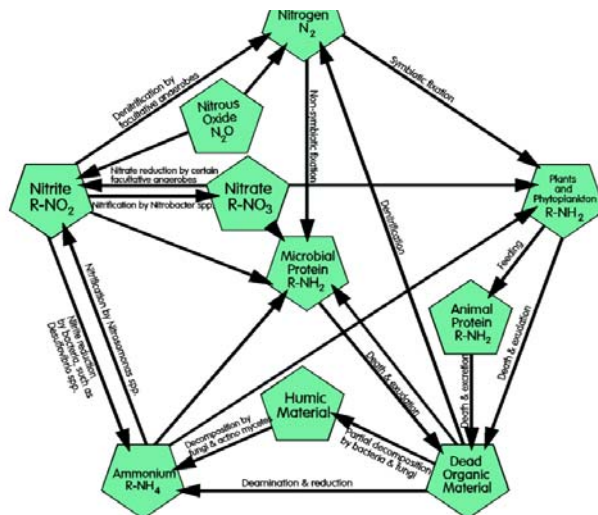 Nitrogen
N2
Denitrification by
facultative anaerobes
Symbiotic fixation
Nitrous
Oxide
N2O
Non-symbiotic fixation
Nitrate reduction by certain
facultative anaerobes
Nitrite
R-NO2
Nitrate
R-NO3
Nitrification by Nitrobacter spp.
Plants
and
Phytoplankton
R-NH2
Denitrification
Microbial
Protein
R-NH2
Feeding
Animal
Protein
R-NH2
Nitrification by Nitrosomonas spp.
Nitrite reduction
by bacteria, such as
Desulfovibrio spp.
Death & exudation
Death & excretion
Death & exudation
Humic
Material
Decomposition by
fungi & actino mycetes
Partial decomposition
by bacteria & fungi
Ammonium
R-NH4
Dead
Organic
Material
Deamination & reduction